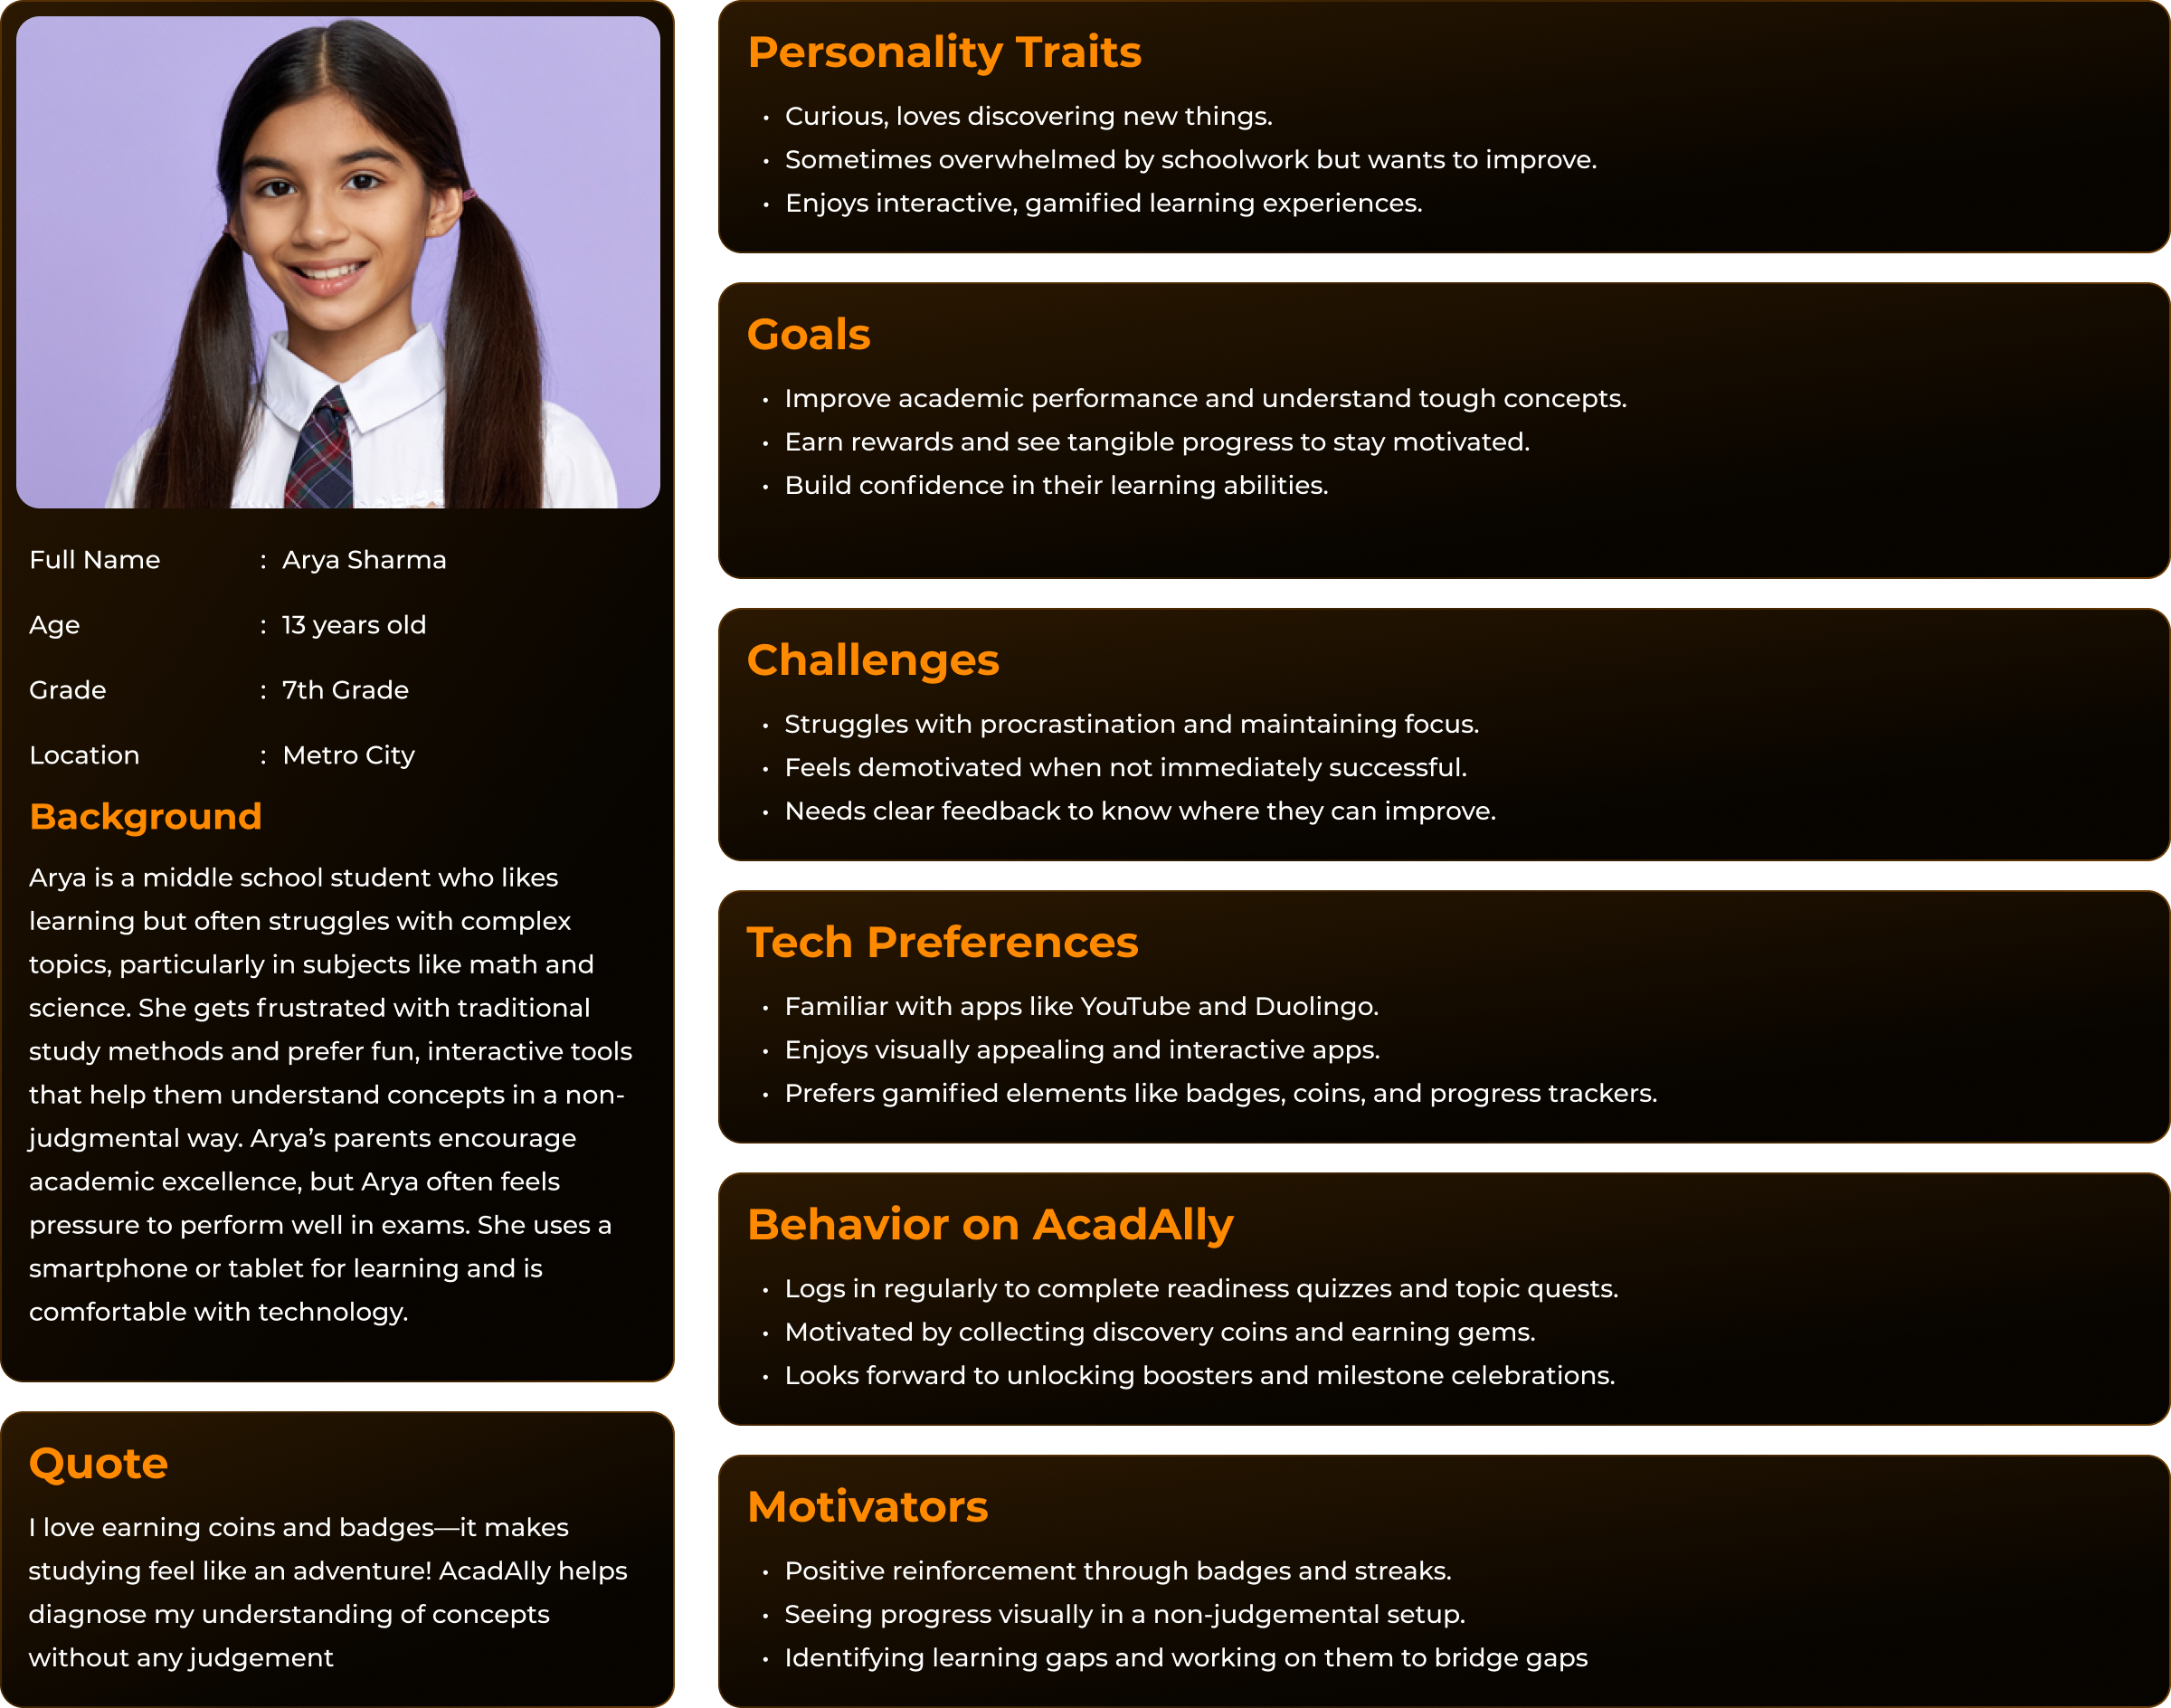 Full Name : Arya Sharma
Age : 13 years old
Grade : 7th Grade
Location : Metro City
Background
Arya is a middle school student who likes
learning but often struggles with complex
topics, particularly in subjects like math and
science. She gets frustrated with traditional
study methods and prefer fun, interactive tools
that help them understand concepts in a non-
judgmental way. Arya’s parents encourage
academic excellence, but Arya often feels
pressure to perform well in exams. She uses a
smartphone or tablet for learning and is
comfortable with technology.
Quote
I love earning coins and badges—it makes
studying feel like an adventure! AcadAlly helps
diagnose my understanding of concepts
without any judgement
Personality Traits
• Curious, loves discovering new things.
• Sometimes overwhelmed by schoolwork but wants to improve.
• Enjoys interactive, gamified learning experiences.
Goals
• Improve academic performance and understand tough concepts.
• Earn rewards and see tangible progress to stay motivated.
• Build confidence in their learning abilities.
Challenges
• Struggles with procrastination and maintaining focus.
• Feels demotivated when not immediately successful.
• Needs clear feedback to know where they can improve.
Tech Preferences
• Familiar with apps like YouTube and Duolingo.
• Enjoys visually appealing and interactive apps.
• Prefers gamified elements like badges, coins, and progress trackers.
Behavior on AcadAlly
• Logs in regularly to complete readiness quizzes and topic quests.
• Motivated by collecting discovery coins and earning gems.
• Looks forward to unlocking boosters and milestone celebrations.
Motivators
• Positive reinforcement through badges and streaks.
• Seeing progress visually in a non-judgemental setup.
• Identifying learning gaps and working on them to bridge gaps